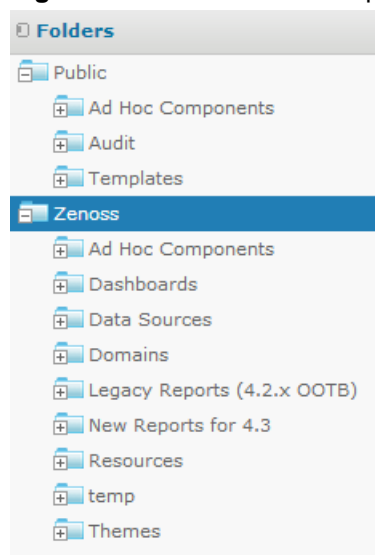 Folders
Public
Ad Hoc Components
Audit
Templates
Zenoss
Ad Hoc Components
Dashboards
Data Sources
Domains
Legacy Reports (4.2.x OOTB)
New Reports for 4.3
Resources
temp
Themes